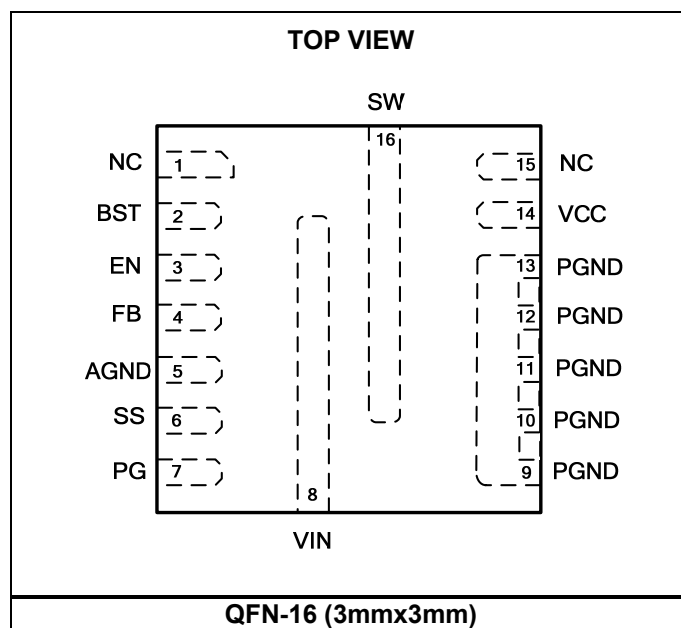 TOP VIEW
SW
16
NC 1 15 NC
BST 2 14 VCC
EN 3 13 PGND
FB 4 12 PGND
AGND 5 11 PGND
SS 6 10 PGND
PG 7 9 PGND
8
VIN
QFN-16 (3mmx3mm)